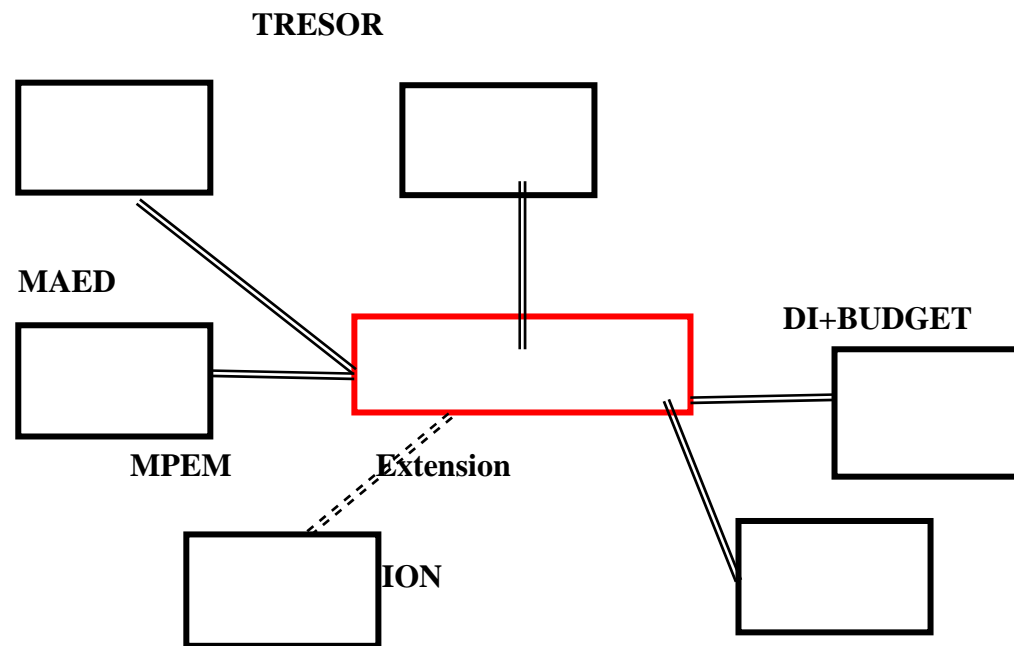 TRESOR
MAED
DI+BUDGET
MPEM
Extension
ION